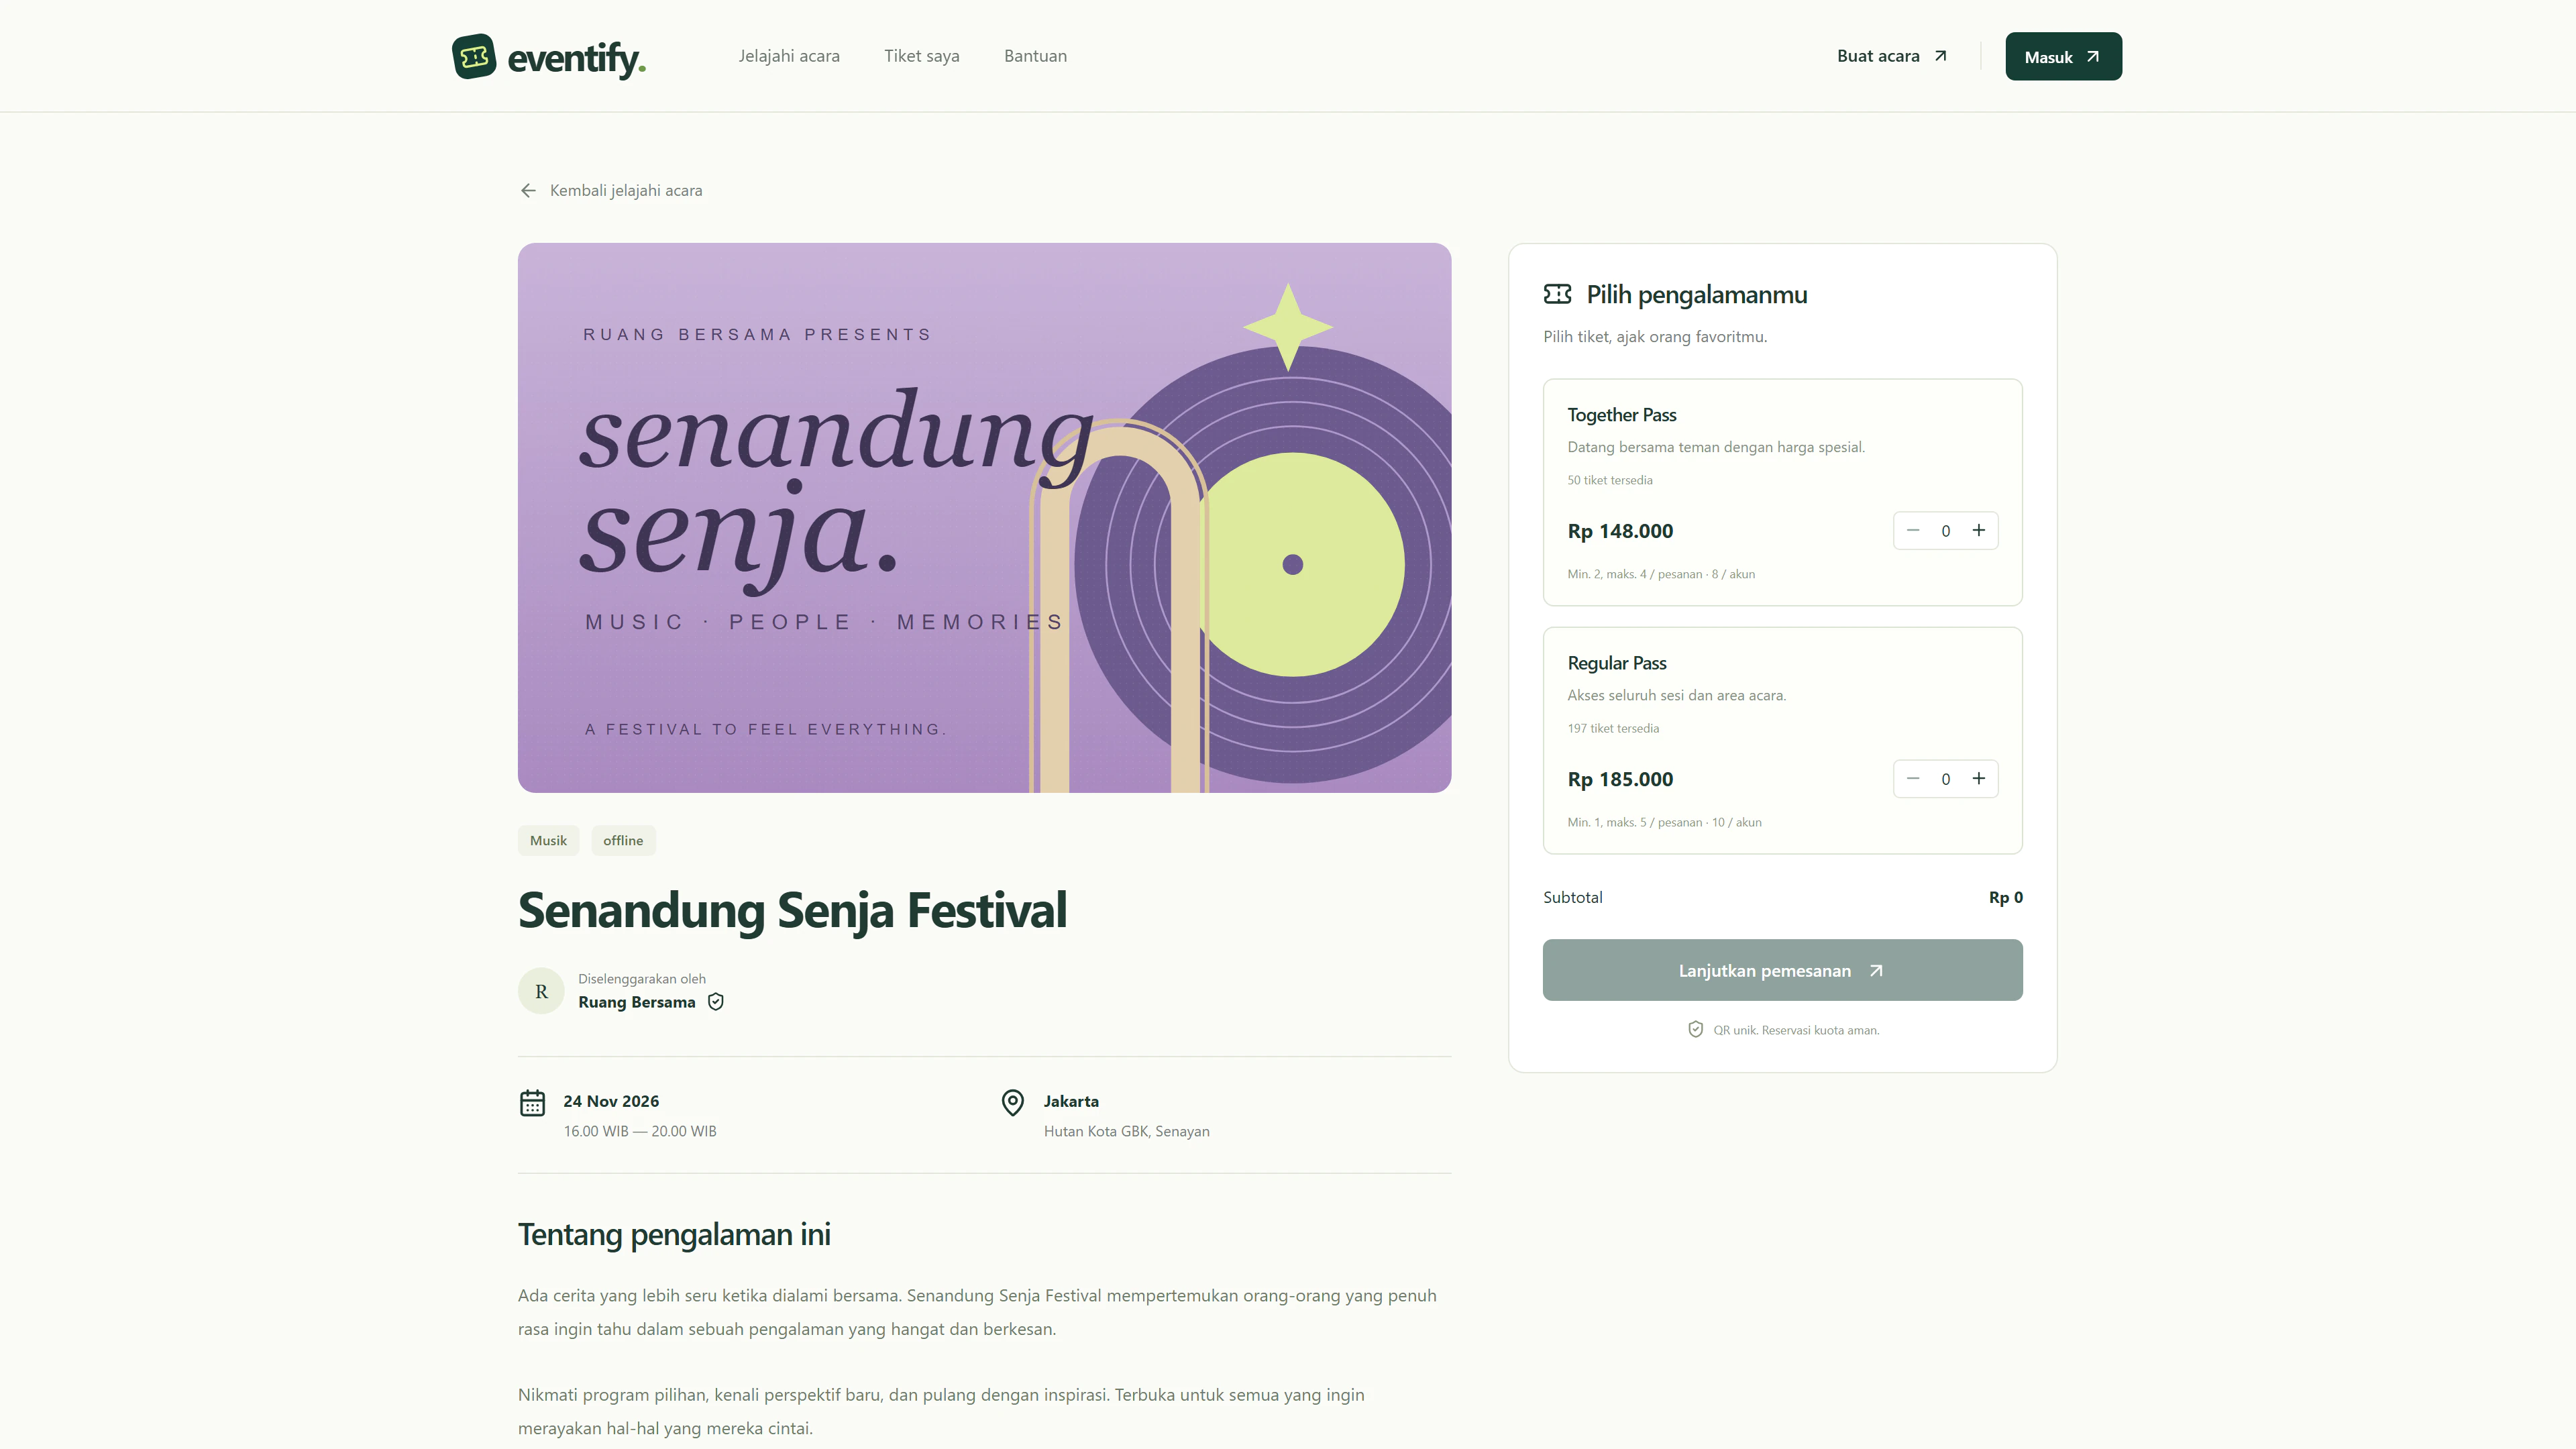 eventify.
Jelajahi acara
Tiket saya
Bantuan
Buat acara
Masuk
Kembali jelajahi acara
RUANG BERSAMA PRESENTS
senandung
senja.
MUSIC · PEOPLE · MEMORIES
A FESTIVAL TO FEEL EVERYTHING.
Musik
offline
Senandung Senja Festival
R
Diselenggarakan oleh
Ruang Bersama
24 Nov 2026
16.00 WIB — 20.00 WIB
Jakarta
Hutan Kota GBK, Senayan
Tentang pengalaman ini
Ada cerita yang lebih seru ketika dialami bersama. Senandung Senja Festival mempertemukan orang-orang yang penuh
rasa ingin tahu dalam sebuah pengalaman yang hangat dan berkesan.
Nikmati program pilihan, kenali perspektif baru, dan pulang dengan inspirasi. Terbuka untuk semua yang ingin
merayakan hal-hal yang mereka cintai.
Pilih pengalamanmu
Pilih tiket, ajak orang favoritmu.
Together Pass
Datang bersama teman dengan harga spesial.
50 tiket tersedia
Rp 148.000
0
Min. 2, maks. 4 / pesanan · 8 / akun
Regular Pass
Akses seluruh sesi dan area acara.
197 tiket tersedia
Rp 185.000
0
Min. 1, maks. 5 / pesanan · 10 / akun
Subtotal
Rp 0
Lanjutkan pemesanan
QR unik. Reservasi kuota aman.